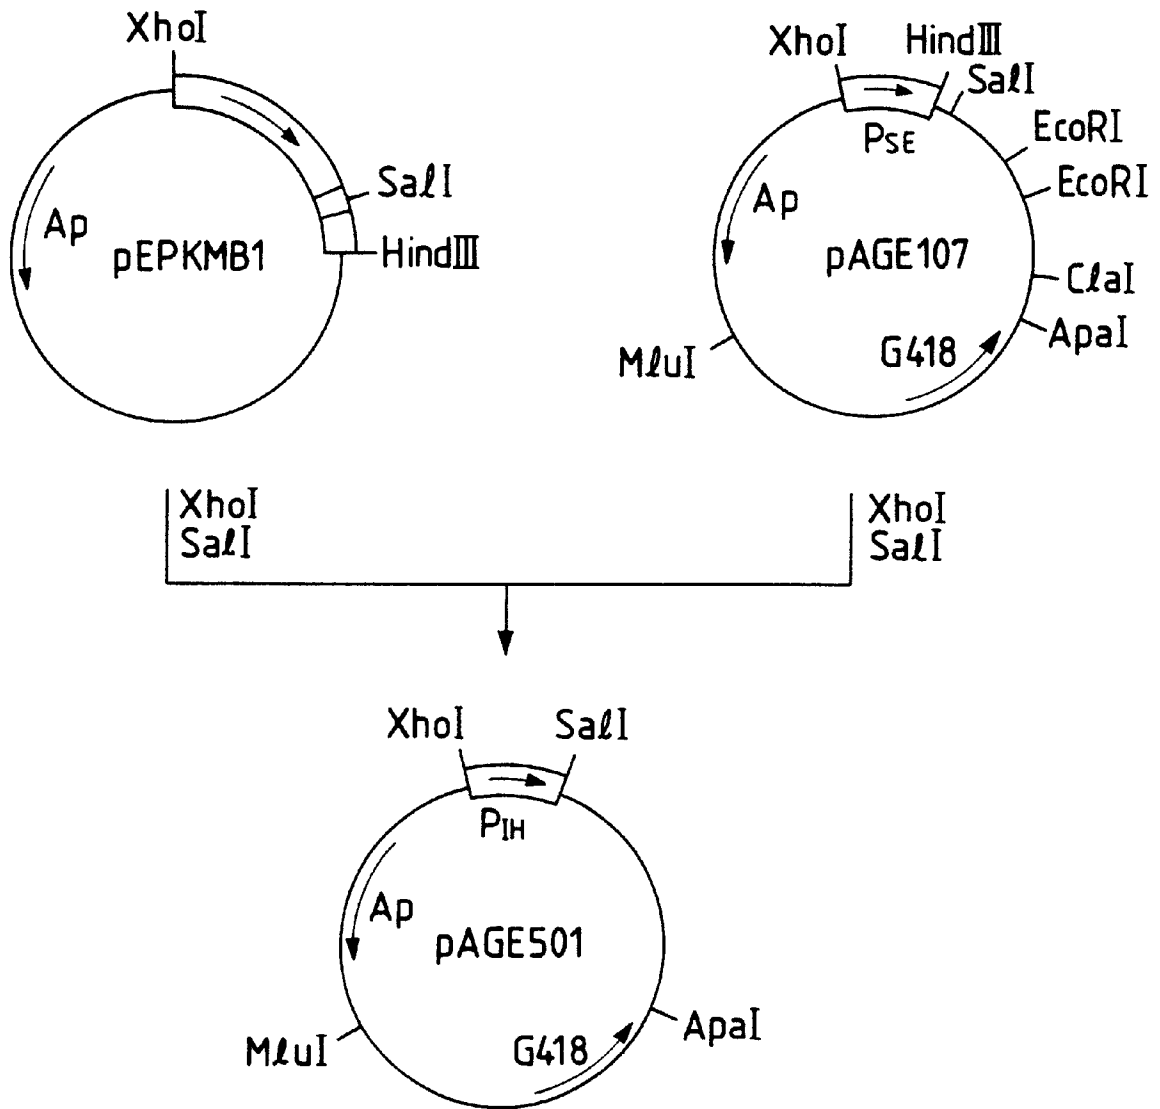 XhoI
SalI
HindIII
Ap
pEPKMB1
XhoI
HindIII
SalI
EcoRI
EcoRI
PSE
Ap
pAGE107
ClaI
ApaI
G418
MluI
XhoI
SalI
XhoI
SalI
XhoI
SalI
PIH
Ap
pAGE501
MluI
G418
ApaI